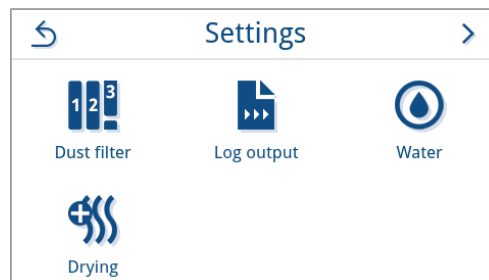 Settings
1 2 3
Dust filter
Log output
Water
Drying